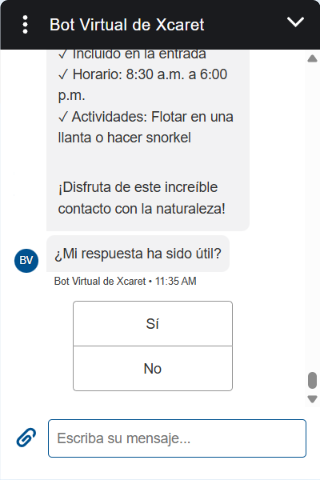 Bot Virtual de Xcaret
✓ Incluido en la entrada
✓ Horario: 8:30 a.m. a 6:00
p.m.
✓ Actividades: Flotar en una
llanta o hacer snorkel
¡Disfruta de este increíble
contacto con la naturaleza!
BV
¿Mi respuesta ha sido útil?
Bot Virtual de Xcaret • 11:35 AM
Sí
No
Escriba su mensaje...